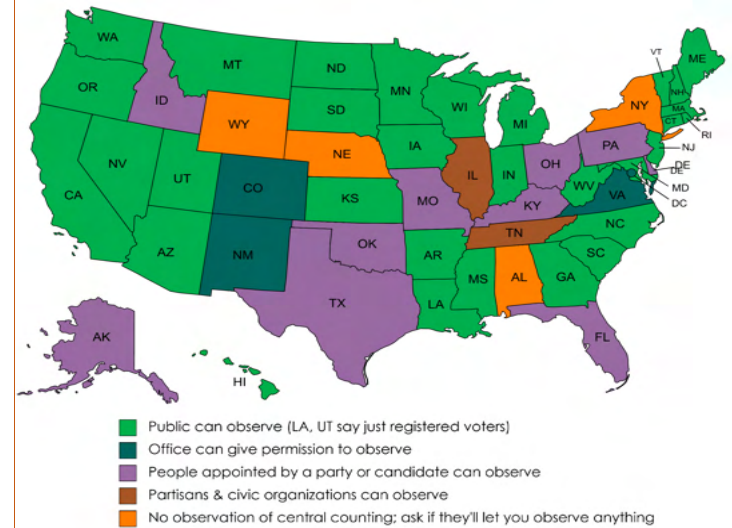 WA
MT
ND
MN
OR
ID
SD
WI
MI
VT
ME
NH
MA
CT
RI
NY
WY
NE
IA
IL
IN
OH
PA
NJ
DE
DE
MD
DC
NV
UT
CO
KS
MO
KY
WV
VA
CA
AZ
NM
OK
AR
TN
NC
SC
TX
LA
MS
AL
GA
FL
AK
HI
Public can observe (LA, UT say just registered voters)
Office can give permission to observe
People appointed by a party or candidate can observe
Partisans & civic organizations can observe
No observation of central counting; ask if they'll let you observe anything